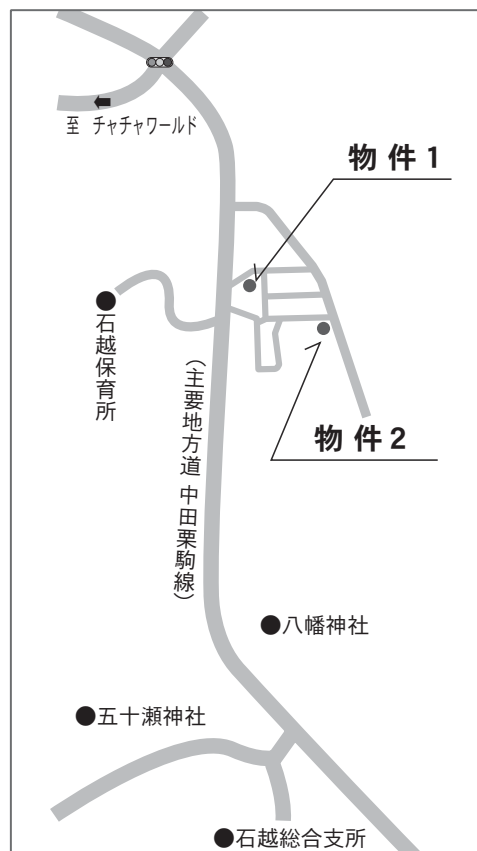 至 チャチャワールド
物件1
石越保育所
(主要地方道 中田栗駒線)
物件2
八幡神社
五十瀬神社
石越総合支所